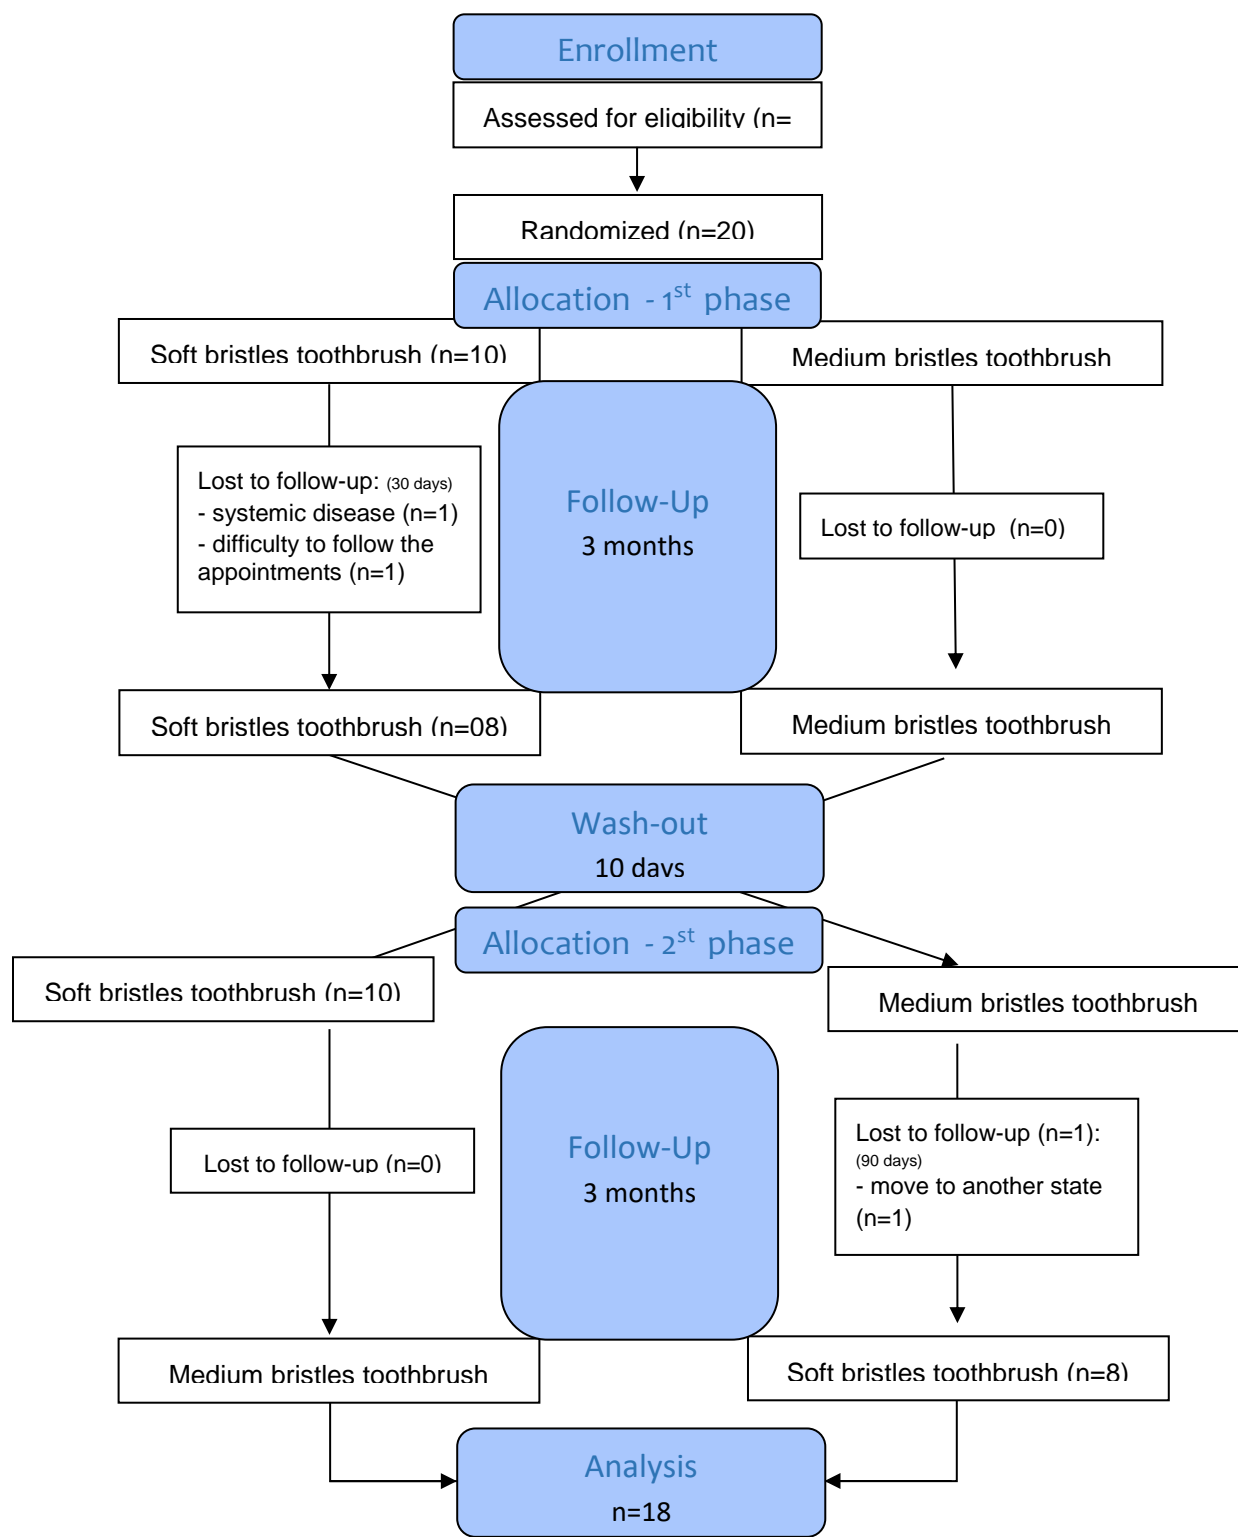 Enrollment
Assessed for eligibility (n=
Randomized (n=20)
Allocation - 1st phase
Soft bristles toothbrush (n=10)
Medium bristles toothbrush
Lost to follow-up: (30 days)
- systemic disease (n=1)
- difficulty to follow the
appointments (n=1)
Follow-Up
3 months
Lost to follow-up (n=0)
Soft bristles toothbrush (n=08)
Medium bristles toothbrush
Wash-out
10 days
Allocation - 2st phase
Soft bristles toothbrush (n=10)
Medium bristles toothbrush
Lost to follow-up (n=0)
Follow-Up
3 months
Lost to follow-up (n=1):
(90 days)
- move to another state
(n=1)
Medium bristles toothbrush
Soft bristles toothbrush (n=8)
Analysis
n=18